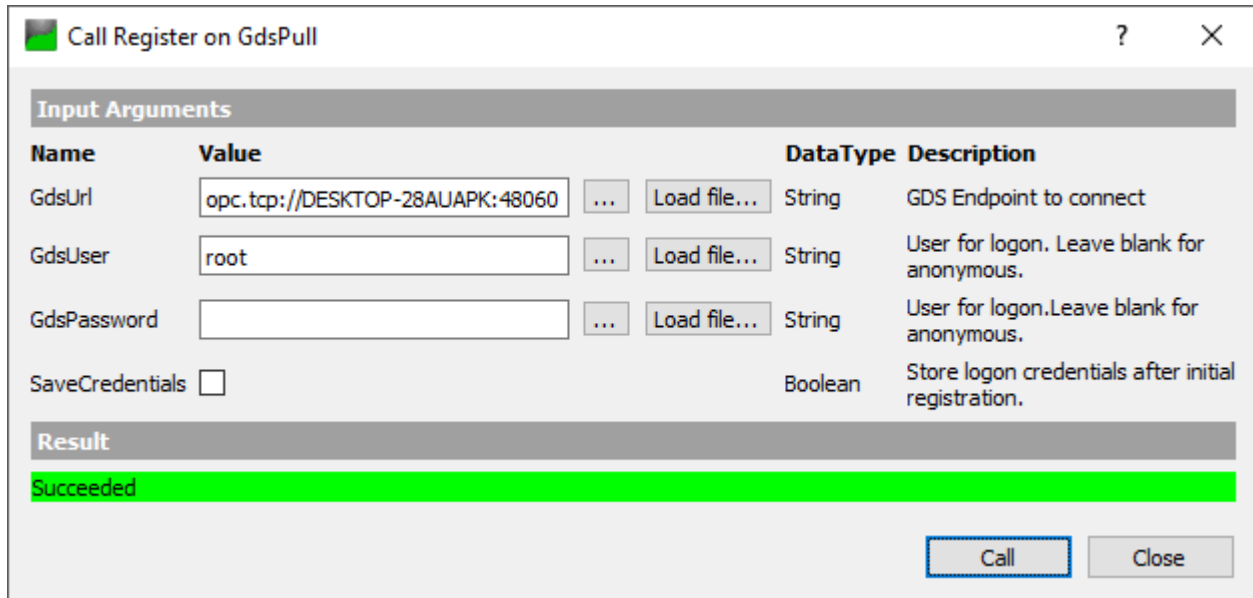 Call Register on GdsPull
?
Input Arguments
Name Value DataType Description
GdsUrl opc.tcp://DESKTOP-28AUAPK:48060 ... Load file... String GDS Endpoint to connect
GdsUser root ... Load file... String User for logon. Leave blank for
anonymous.
GdsPassword ... Load file... String User for logon.Leave blank for
anonymous.
SaveCredentials Boolean Store logon credentials after initial
registration.
Result
Succeeded
Call Close